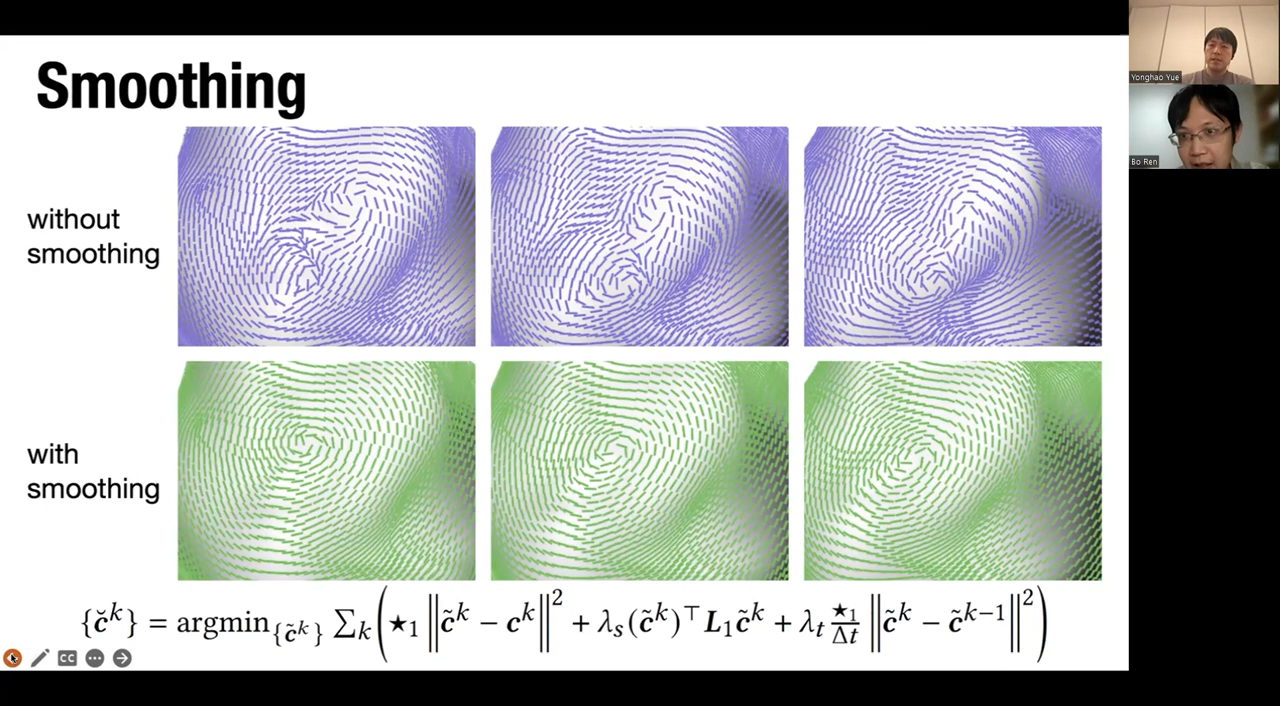 Smoothing
without
smoothing
with
smoothing
{č̆^k} = argmin_{c̃^k} ∑_k(★_1 ‖c̃^k − c^k‖^2 + λ_s(c̃^k)^⊤ L_1 c̃^k + λ_t ★_1/Δt ‖c̃^k − c̃^{k−1}‖^2)
CC
Yonghao Yue
Bo Ren